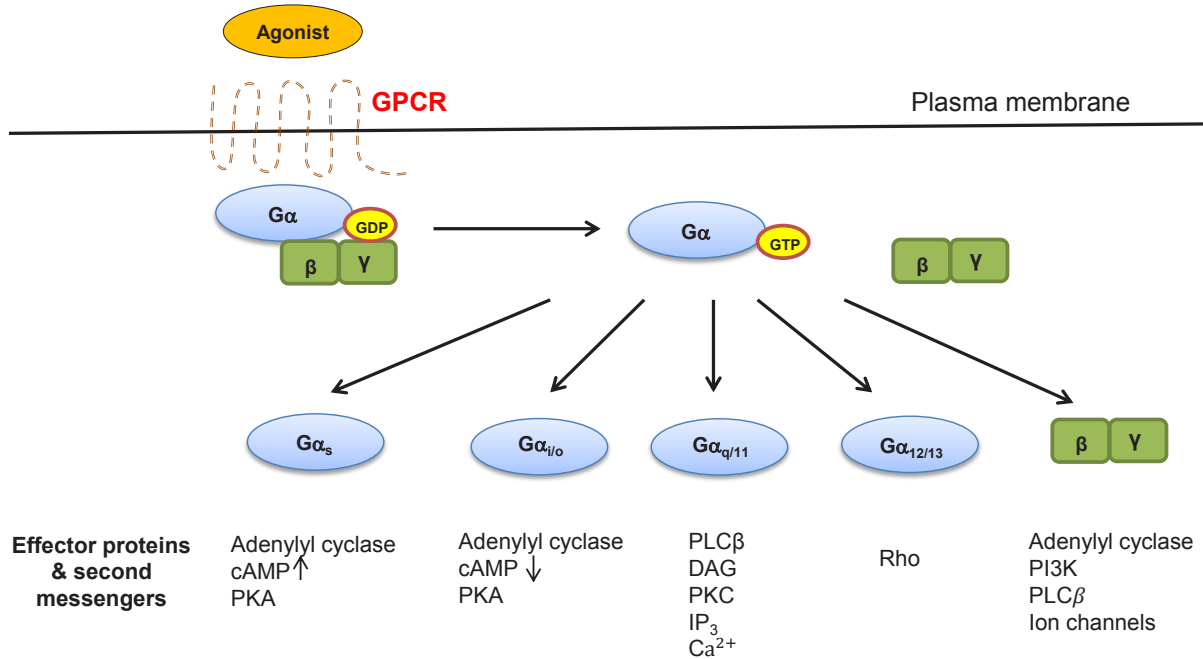 Agonist
GPCR
Plasma membrane
Gα
GDP
β γ
Gα
GTP
β γ
Gαs
Gαi/o
Gαq/11
Gα12/13
β γ
Effector proteins
& second
messengers
Adenylyl cyclase
cAMP ↑
PKA
Adenylyl cyclase
cAMP ↓
PKA
PLCβ
DAG
PKC
IP₃
Ca²⁺
Rho
Adenylyl cyclase
PI3K
PLCβ
Ion channels